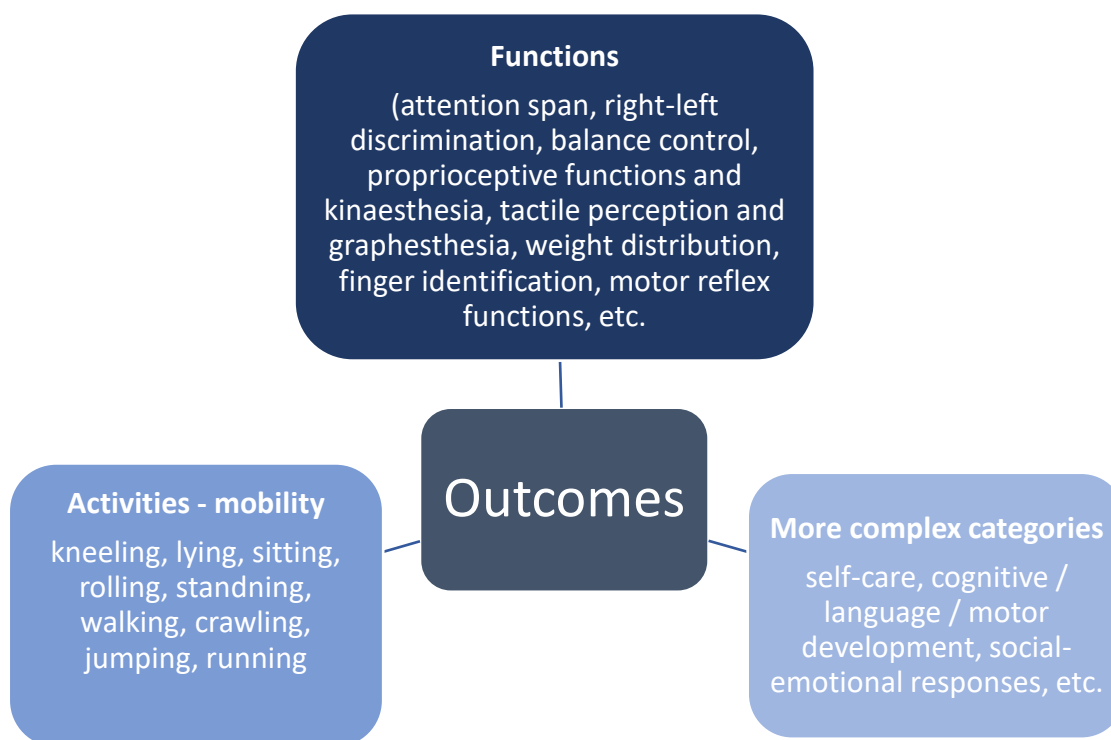 Functions
(attention span, right-left
discrimination, balance control,
proprioceptive functions and
kinaesthesia, tactile perception and
graphesthesia, weight distribution,
finger identification, motor reflex
functions, etc.
Outcomes
Activities - mobility
kneeling, lying, sitting,
rolling, standning,
walking, crawling,
jumping, running
More complex categories
self-care, cognitive /
language / motor
development, social-
emotional responses, etc.